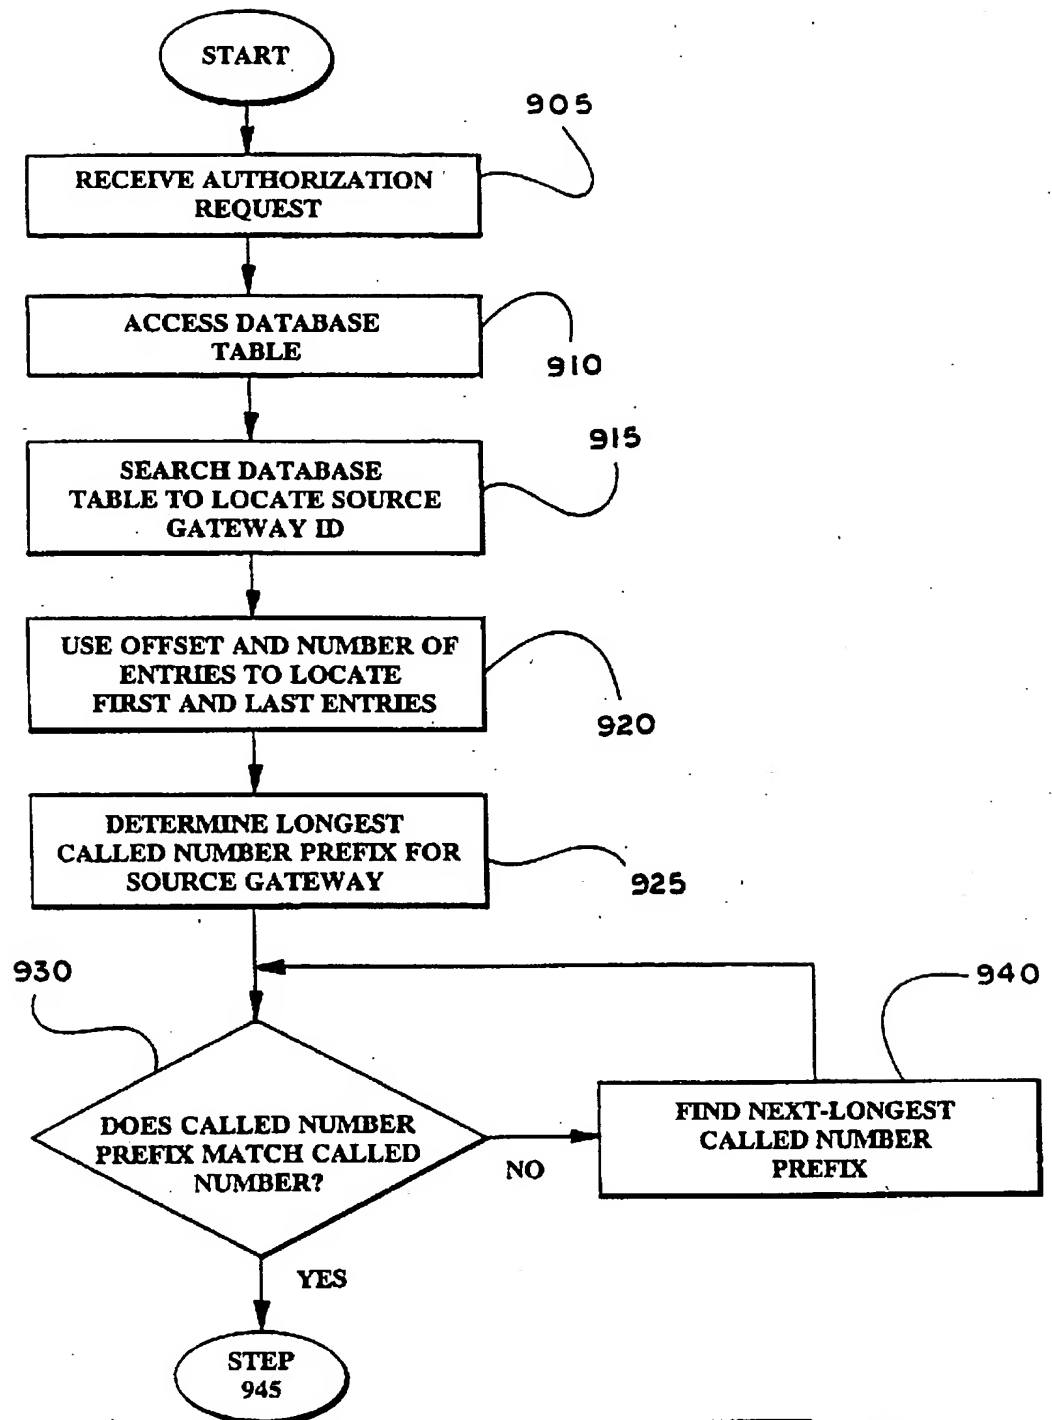 START
905
RECEIVE AUTHORIZATION
REQUEST
ACCESS DATABASE
TABLE
910
915
SEARCH DATABASE
TABLE TO LOCATE SOURCE
GATEWAY ID
USE OFFSET AND NUMBER OF
ENTRIES TO LOCATE
FIRST AND LAST ENTRIES
920
DETERMINE LONGEST
CALLED NUMBER PREFIX FOR
SOURCE GATEWAY
925
930
940
DOES CALLED NUMBER
PREFIX MATCH CALLED
NUMBER?
NO
FIND NEXT-LONGEST
CALLED NUMBER
PREFIX
YES
STEP
945